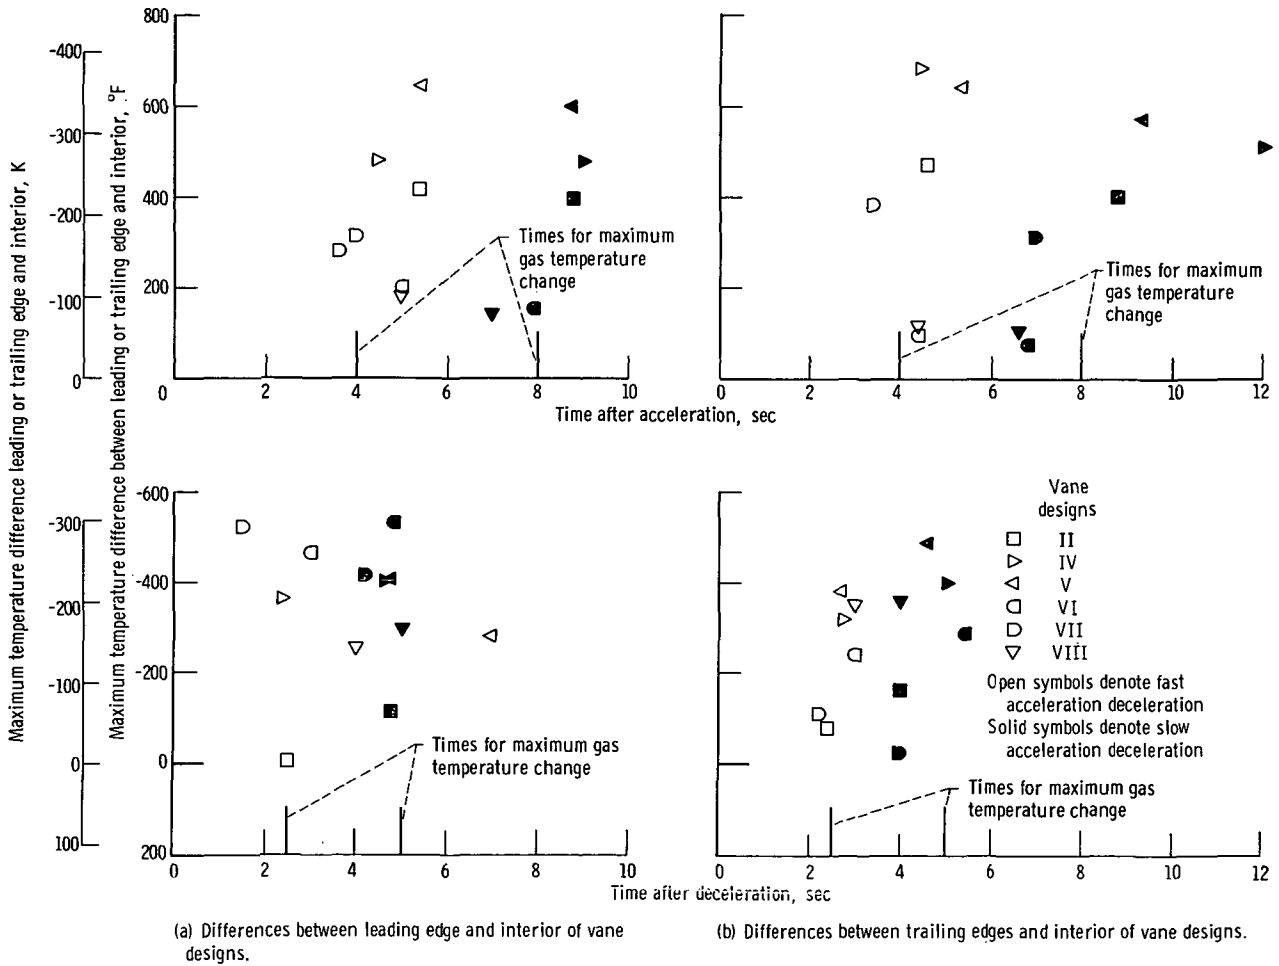 Maximum temperature difference leading or trailing edge and interior, K
Maximum temperature difference between leading or trailing edge and interior, °F
-400
-300
-200
-100
0
800
600
400
200
0
Times for maximum
gas temperature
change
0 2 4 6 8 10
Times for maximum
gas temperature
change
0 2 4 6 8 10 12
Time after acceleration, sec
-300
-200
-100
0
100
-600
-400
-200
0
200
Times for maximum gas
temperature change
0 2 4 6 8 10
Vane
designs
II
IV
V
VI
VII
VIII
Open symbols denote fast
acceleration deceleration
Solid symbols denote slow
acceleration deceleration
Times for maximum gas
temperature change
0 2 4 6 8 10 12
Time after deceleration, sec
(a) Differences between leading edge and interior of vane
designs.
(b) Differences between trailing edges and interior of vane designs.